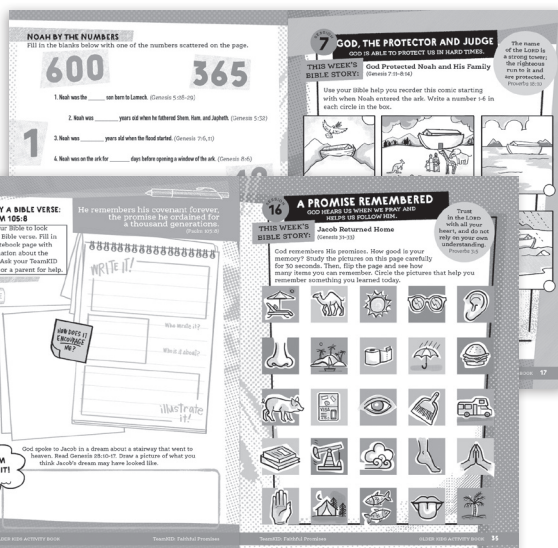 NOAH BY THE NUMBERS
Fill in the blanks below with one of the numbers scattered on the page.
600
365
1. Noah was the ______ son born to Lamech. (Genesis 5:28-29)
2. Noah was ______ years old when he fathered Shem, Ham, and Japheth. (Genesis 5:32)
3. Noah was ______ years old when the flood started. (Genesis 7:6,11)
4. Noah was on the ark for ______ days before opening a window of the ark. (Genesis 8:6)
1
7
GOD, THE PROTECTOR AND JUDGE
GOD IS ABLE TO PROTECT US IN HARD TIMES.
The name
of the LORD is
a strong tower;
the righteous
run to it and
are protected.
Proverbs 18:10
THIS WEEK'S
BIBLE STORY:
God Protected Noah and His Family
(Genesis 7:11-8:14)
Use your Bible help you reorder this comic starting
with when Noah entered the ark. Write a number 1-6 in
each circle in the box.
17
Y A BIBLE VERSE:
M 105:8
ur Bible to look
Bible verse. Fill in
tebook page with
ation about the
Ask your TeamKID
or a parent for help.
He remembers his covenant forever,
the promise he ordained for
a thousand generations.
(Psalm 105:8)
WRITE IT!
Who wrote it?
Who is it about?
HOW DOES IT
ENCOURAGE
ME?
illustrate
it!
God spoke to Jacob in a dream about a stairway that went to
heaven. Read Genesis 28:10-17. Draw a picture of what you
think Jacob's dream may have looked like.
M
IT!
OLDER KIDS ACTIVITY BOOK
TeamKID: Faithful Promises
16
A PROMISE REMEMBERED
GOD HEARS US WHEN WE PRAY AND
HELPS US FOLLOW HIM.
Trust
in the LORD
with all your
heart, and do not
rely on your own
understanding.
Proverbs 3:5
THIS WEEK'S
BIBLE STORY:
Jacob Returned Home
(Genesis 31-33)
God remembers His promises. How good is your
memory? Study the pictures on this page carefully
for 30 seconds. Then, flip the page and see how
many items you can remember. Circle the pictures that help you
remember something you learned today.
TeamKID: Faithful Promises
OLDER KIDS ACTIVITY BOOK